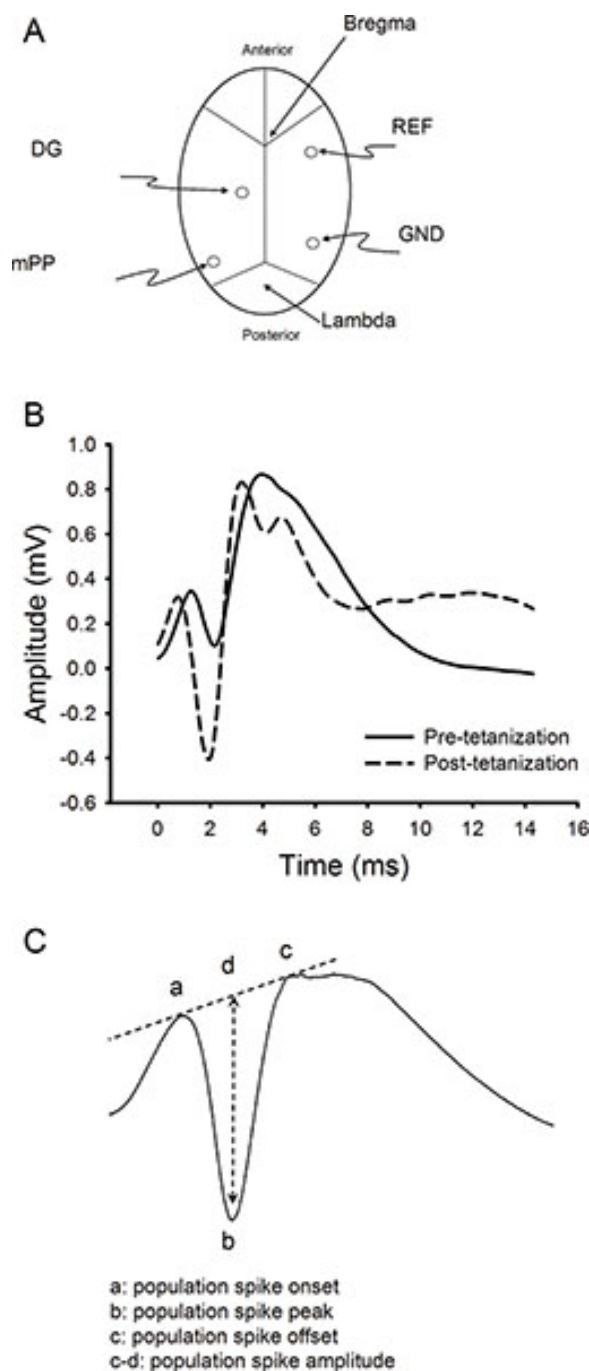 A
Bregma
Anterior
REF
DG
GND
mPP
Lambda
Posterior
B
1.0
0.8
0.6
0.4
0.2
0.0
-0.2
-0.4
-0.6
Amplitude (mV)
Pre-tetanization
Post-tetanization
0 2 4 6 8 10 12 14 16
Time (ms)
C
c
d
a
b
a: population spike onset
b: population spike peak
c: population spike offset
c-d: population spike amplitude